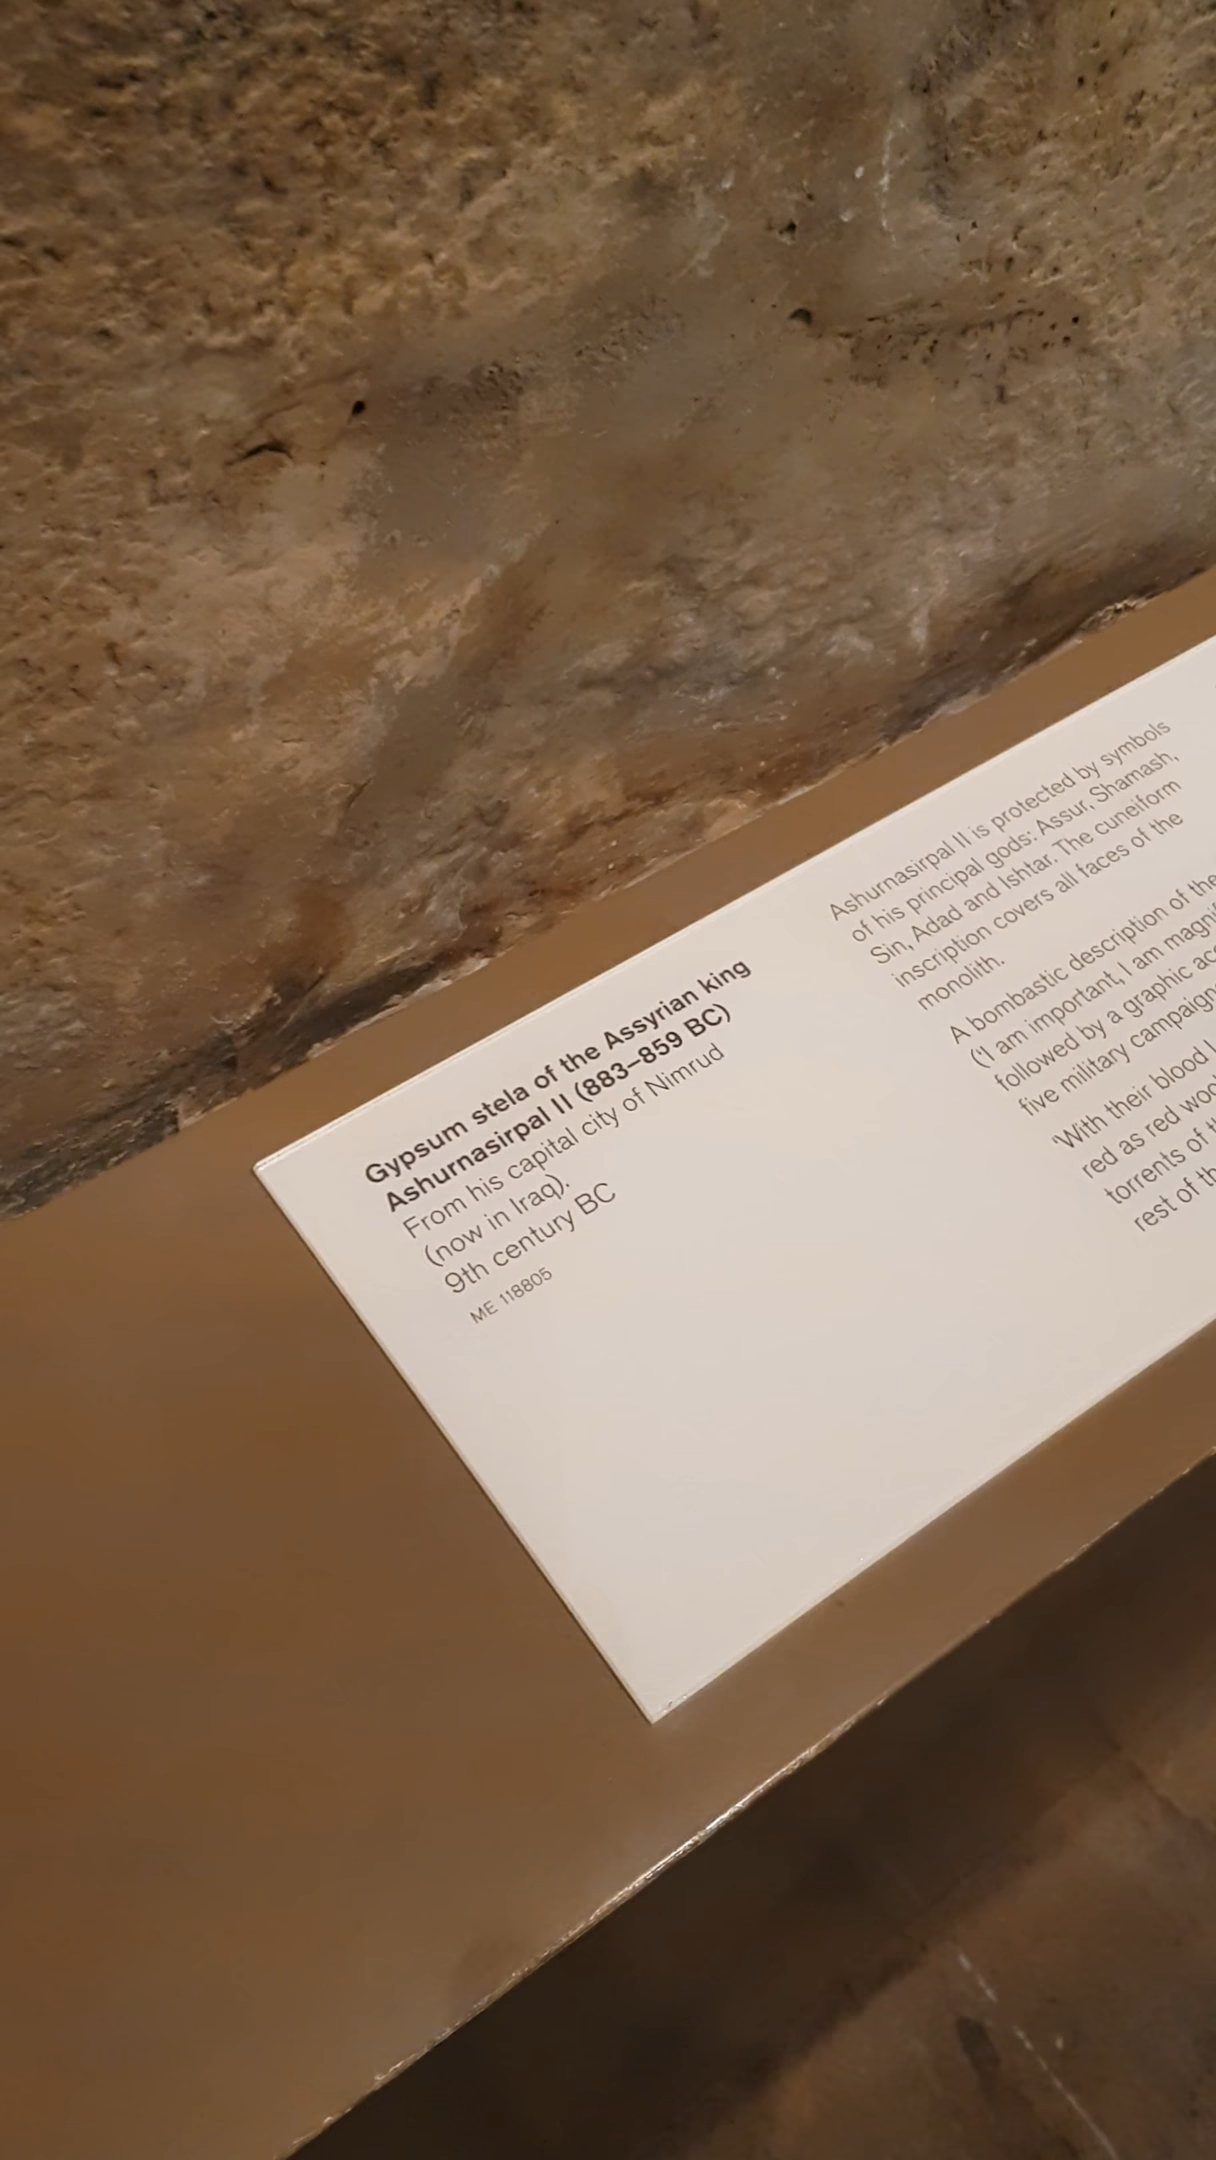 Gypsum stela of the Assyrian king
Ashurnasirpal II (883–859 BC)
From his capital city of Nimrud
(now in Iraq).
9th century BC
ME 118805
Ashurnasirpal II is protected by symbols
of his principal gods: Assur, Shamash,
Sin, Adad and Ishtar. The cuneiform
inscription covers all faces of the
monolith.
A bombastic description of the
('I am important, I am
followed by a graphic
five military
'With their blood I
red as red
torrents of
rest of